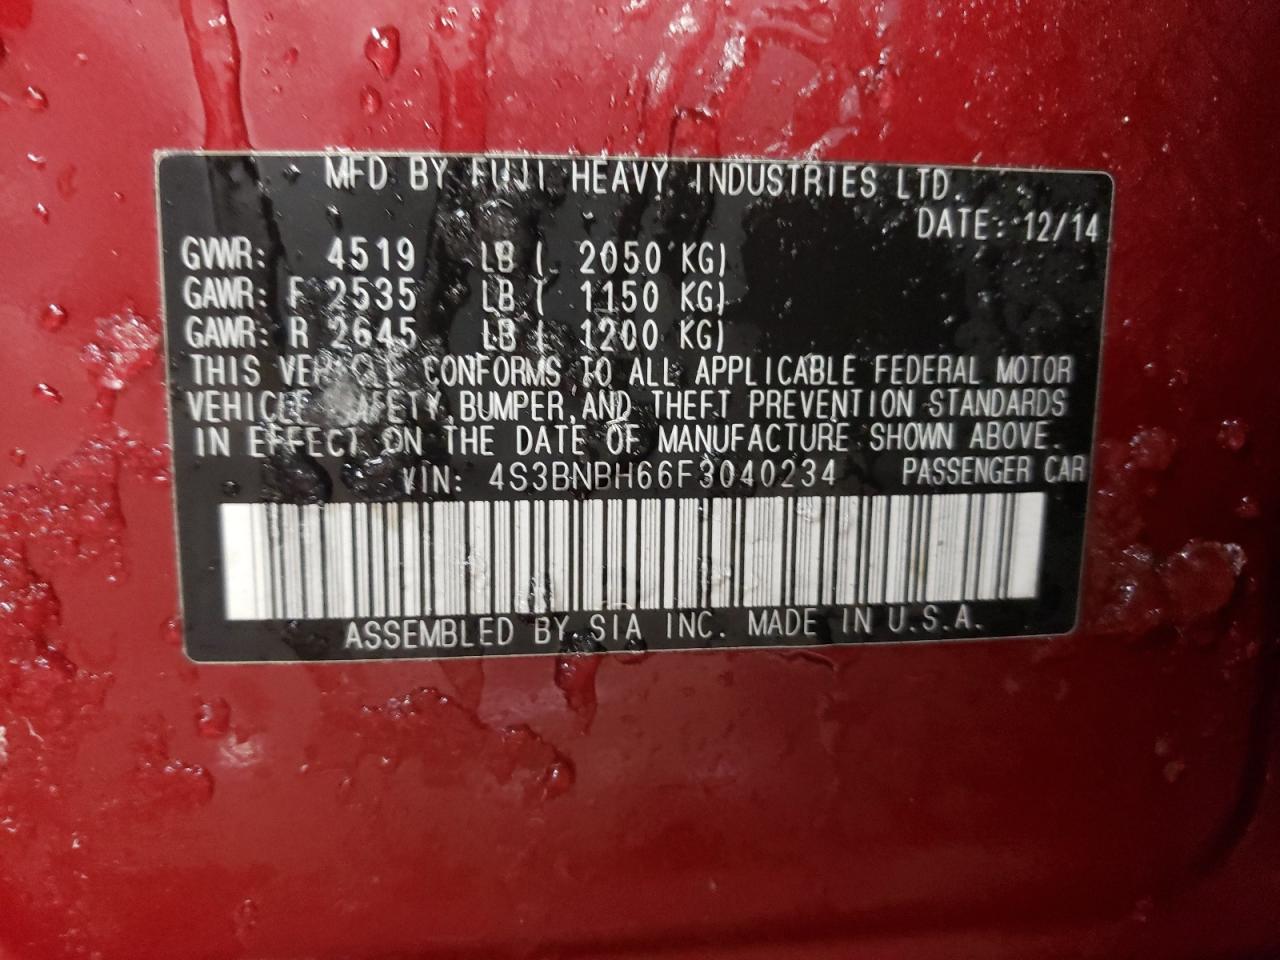 MFD BY FUJI HEAVY INDUSTRIES LTD.
DATE: 12/14
GVWR: 4519 LB ( 2050 KG)
GAWR: F 2535 LB ( 1150 KG)
GAWR: R 2645 LB ( 1200 KG)
THIS VEHICLE CONFORMS TO ALL APPLICABLE FEDERAL MOTOR
VEHICLE SAFETY, BUMPER, AND THEFT PREVENTION STANDARDS
IN EFFECT ON THE DATE OF MANUFACTURE SHOWN ABOVE.
VIN: 4S3BNBH66F3040234 PASSENGER CAR
ASSEMBLED BY SIA INC. MADE IN U.S.A.